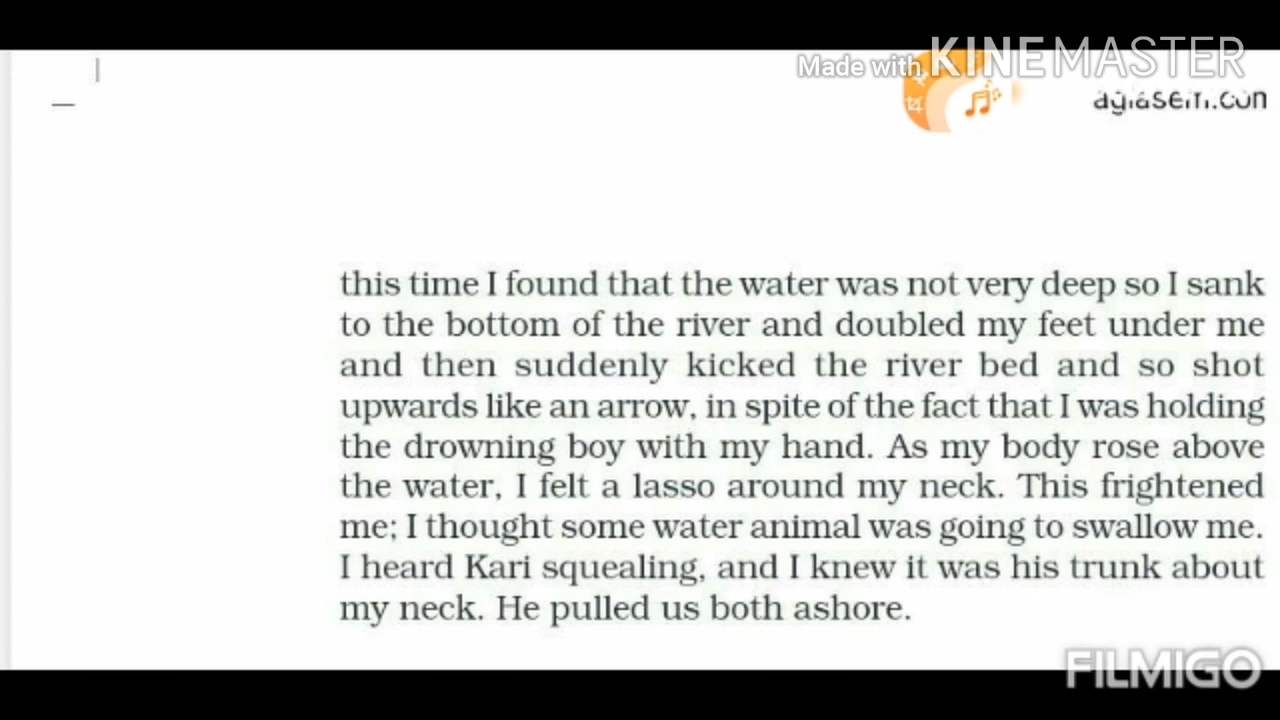 Made with KINEMASTER
this time I found that the water was not very deep so I sank
to the bottom of the river and doubled my feet under me
and then suddenly kicked the river bed and so shot
upwards like an arrow, in spite of the fact that I was holding
the drowning boy with my hand. As my body rose above
the water, I felt a lasso around my neck. This frightened
me; I thought some water animal was going to swallow me.
I heard Kari squealing, and I knew it was his trunk about
my neck. He pulled us both ashore.
FILMIGO